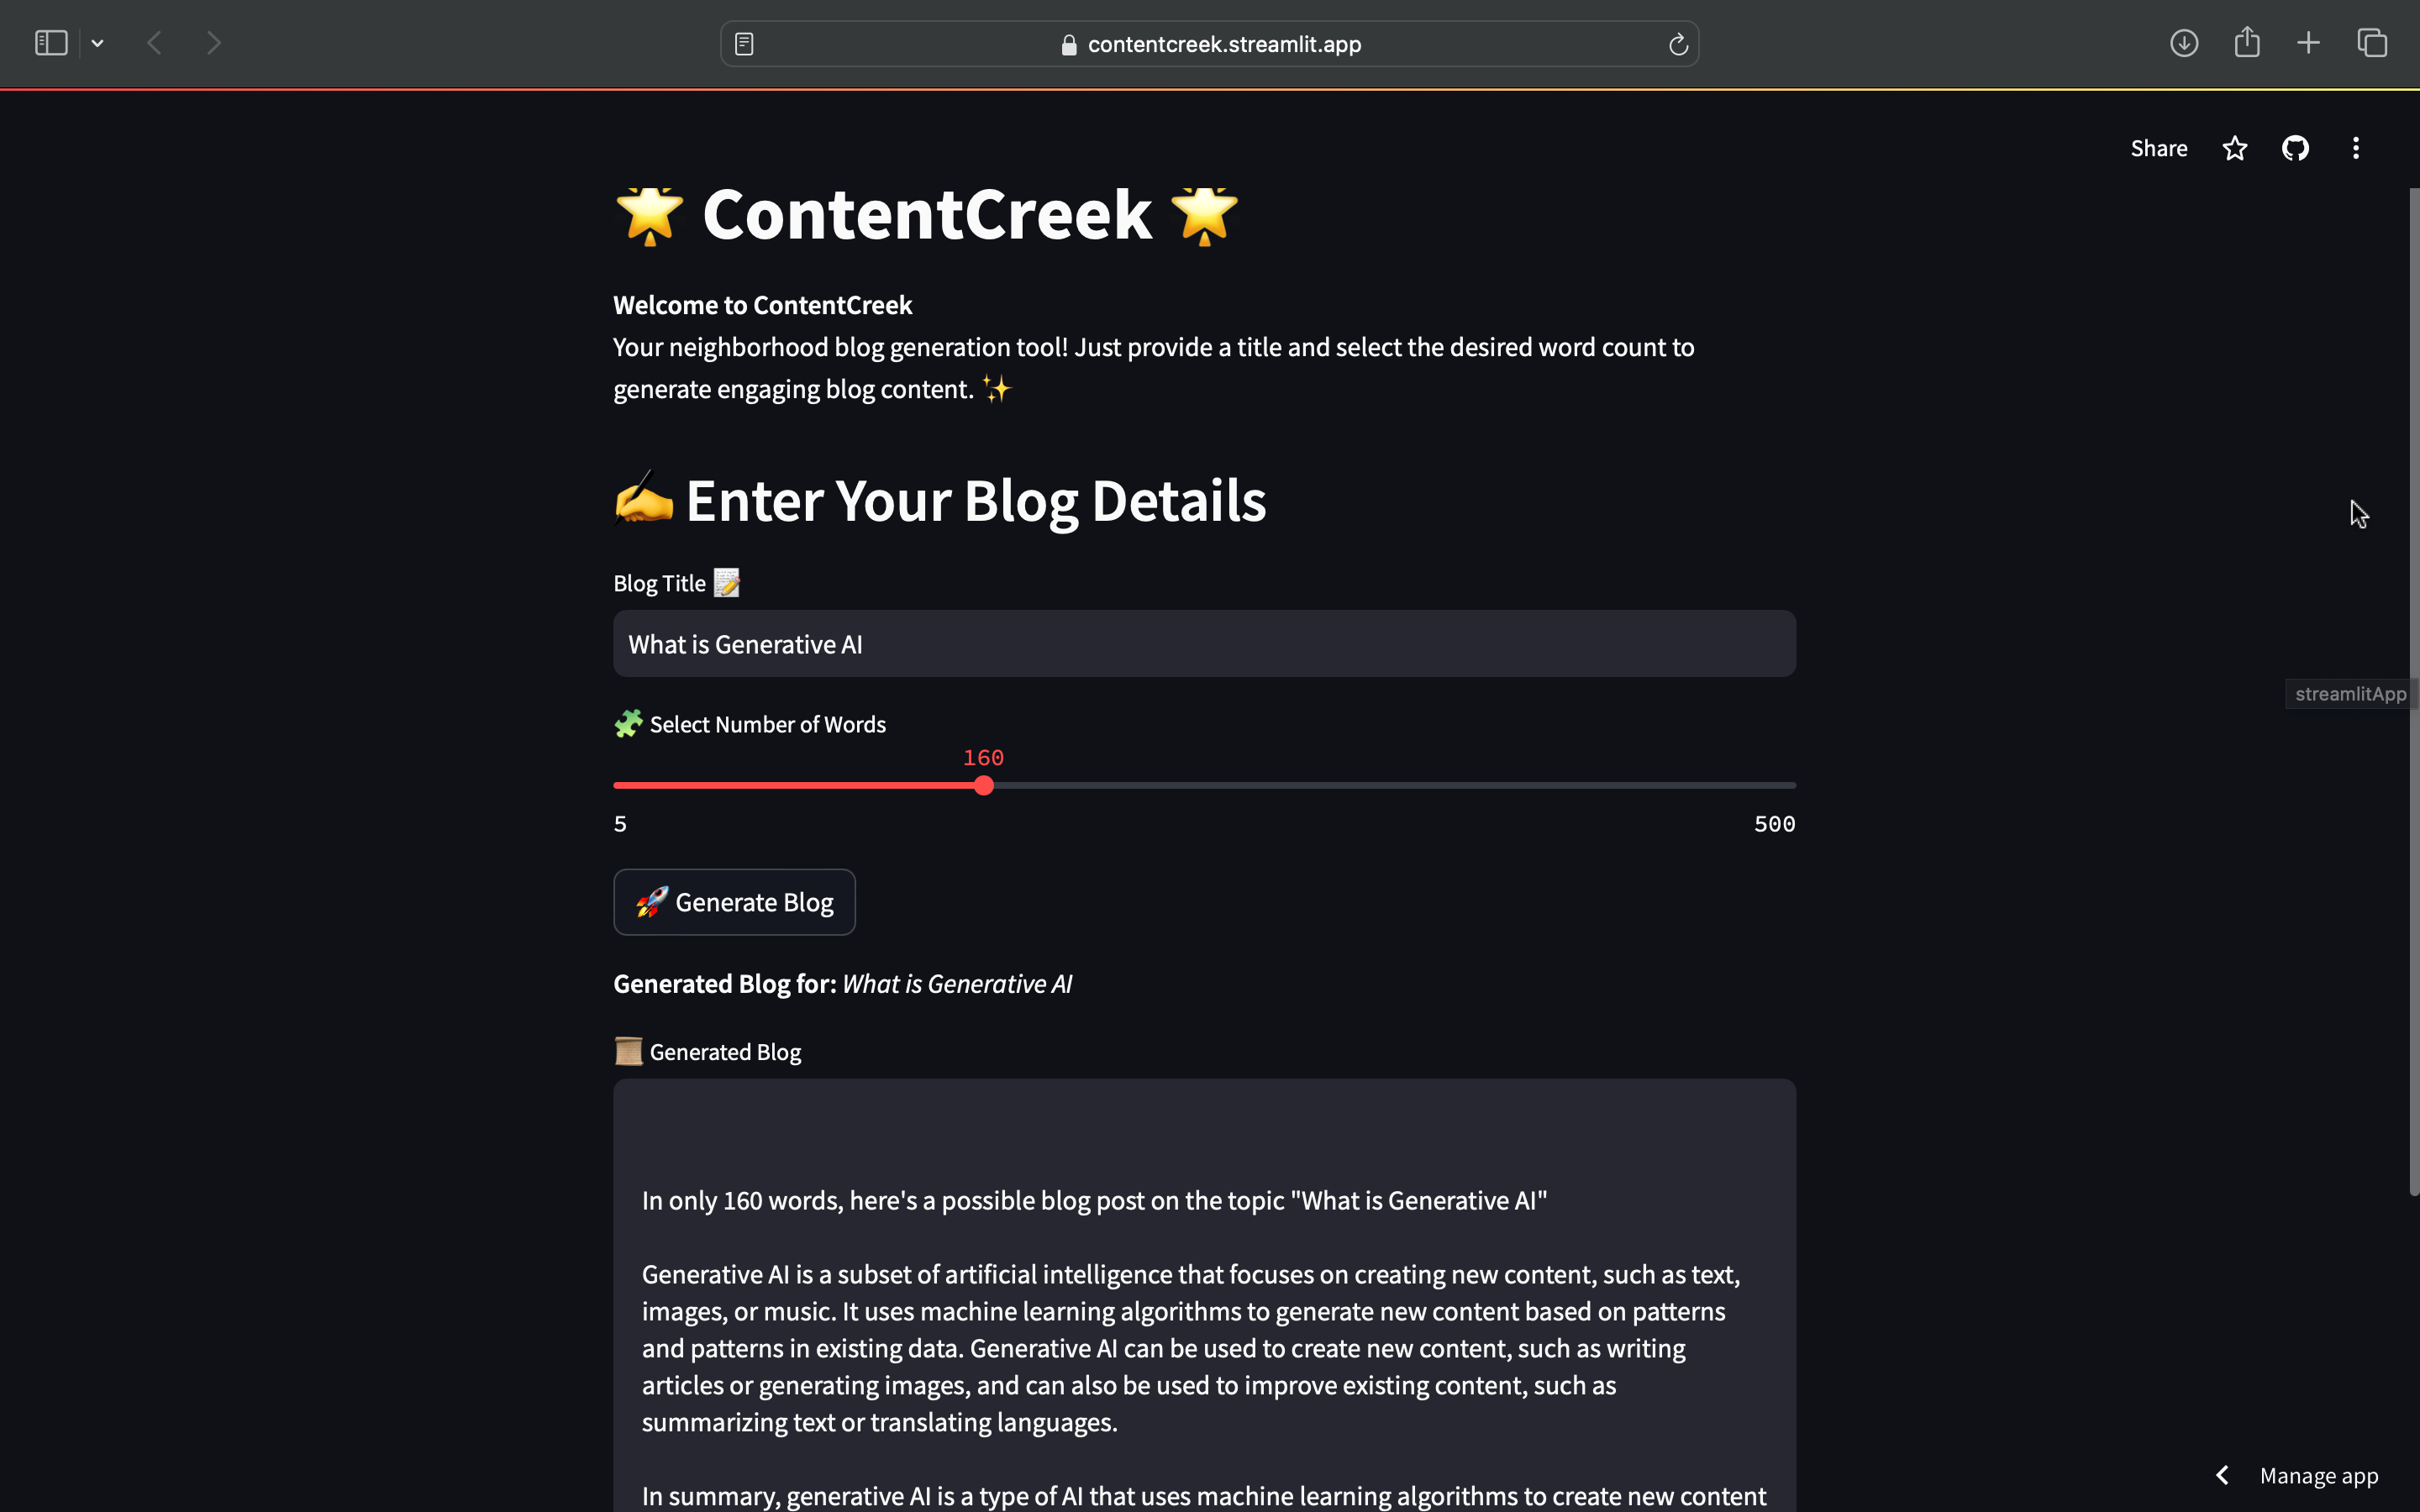 contentcreek.streamlit.app
Share
ContentCreek
Welcome to ContentCreek
Your neighborhood blog generation tool! Just provide a title and select the desired word count to
generate engaging blog content.
Enter Your Blog Details
Blog Title
What is Generative AI
Select Number of Words
160
5
500
Generate Blog
Generated Blog for: What is Generative AI
Generated Blog
In only 160 words, here's a possible blog post on the topic "What is Generative AI"
Generative AI is a subset of artificial intelligence that focuses on creating new content, such as text,
images, or music. It uses machine learning algorithms to generate new content based on patterns
and patterns in existing data. Generative AI can be used to create new content, such as writing
articles or generating images, and can also be used to improve existing content, such as
summarizing text or translating languages.
In summary, generative AI is a type of AI that uses machine learning algorithms to create new content
streamlitApp
Manage app